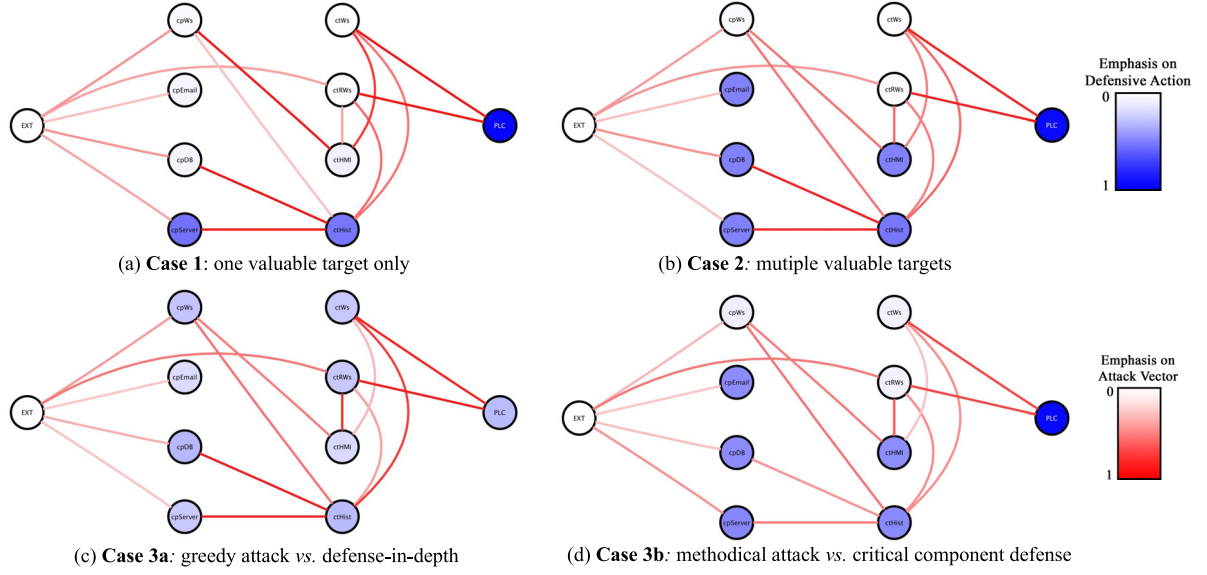 cpWs
ctWs
cpEmail
ctRWs
EXT
PLC
cpDB
ctHMI
cpServer
ctHist
(a) Case 1: one valuable target only
cpWs
ctWs
cpEmail
ctRWs
EXT
PLC
cpDB
ctHMI
cpServer
ctHist
(b) Case 2: mutiple valuable targets
Emphasis on
Defensive Action
0
1
cpWs
ctWs
cpEmail
ctRWs
EXT
PLC
cpDB
ctHMI
cpServer
ctHist
(c) Case 3a: greedy attack vs. defense-in-depth
cpWs
ctWs
cpEmail
ctRWs
EXT
PLC
cpDB
ctHMI
cpServer
ctHist
(d) Case 3b: methodical attack vs. critical component defense
Emphasis on
Attack Vector
0
1